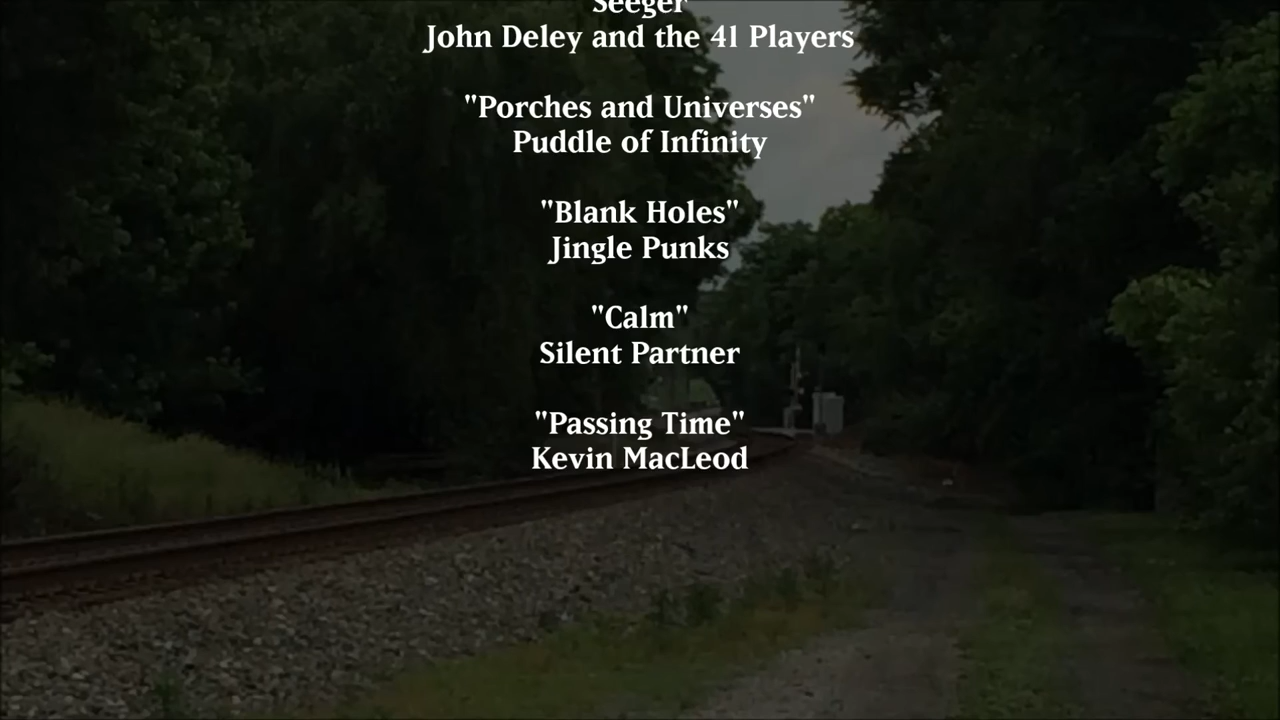 Seeger
John Deley and the 41 Players
"Porches and Universes"
Puddle of Infinity
"Blank Holes"
Jingle Punks
"Calm"
Silent Partner
"Passing Time"
Kevin MacLeod